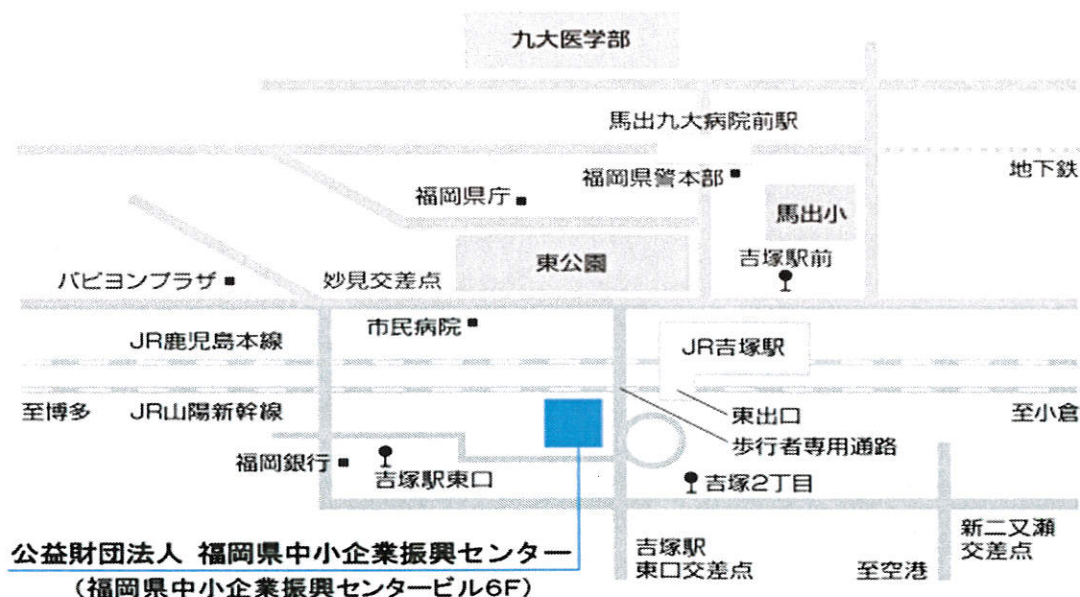 九大医学部
馬出九大病院前駅
地下鉄
福岡県警本部
福岡県庁
馬出小
東公園
吉塚駅前
パピヨンプラザ
妙見交差点
市民病院
JR鹿児島本線
JR吉塚駅
至博多
JR山陽新幹線
東出口
至小倉
歩行者専用通路
福岡銀行
吉塚駅東口
吉塚2丁目
公益財団法人 福岡県中小企業振興センター
(福岡県中小企業振興センタービル6F)
吉塚駅
東口交差点
至空港
新二又瀬
交差点